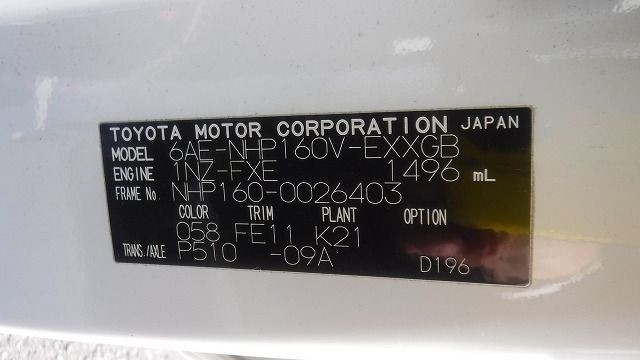 TOYOTA MOTOR CORPORATION JAPAN
MODEL 6AE-NHP160V-EXXGB
ENGINE 1NZ-FXE 1496 mL
FRAME No NHP160-0026403
COLOR TRIM PLANT OPTION
058 FE11 K21
TRANS./AXLE P510 -09A
D196